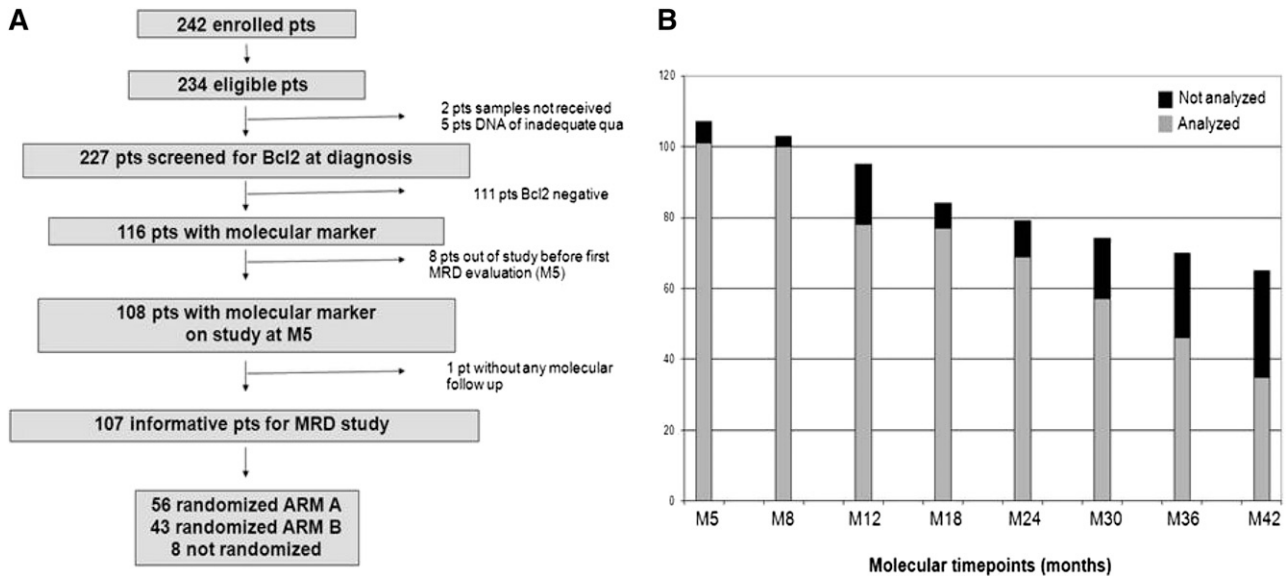 A
242 enrolled pts
234 eligible pts
2 pts samples not received
5 pts DNA of inadequate qua
227 pts screened for Bcl2 at diagnosis
111 pts Bcl2 negative
116 pts with molecular marker
8 pts out of study before first
MRD evaluation (M5)
108 pts with molecular marker
on study at M5
1 pt without any molecular
follow up
107 informative pts for MRD study
56 randomized ARM A
43 randomized ARM B
8 not randomized
B
120
100
80
60
40
20
0
Not analyzed
Analyzed
M5 M8 M12 M18 M24 M30 M36 M42
Molecular timepoints (months)